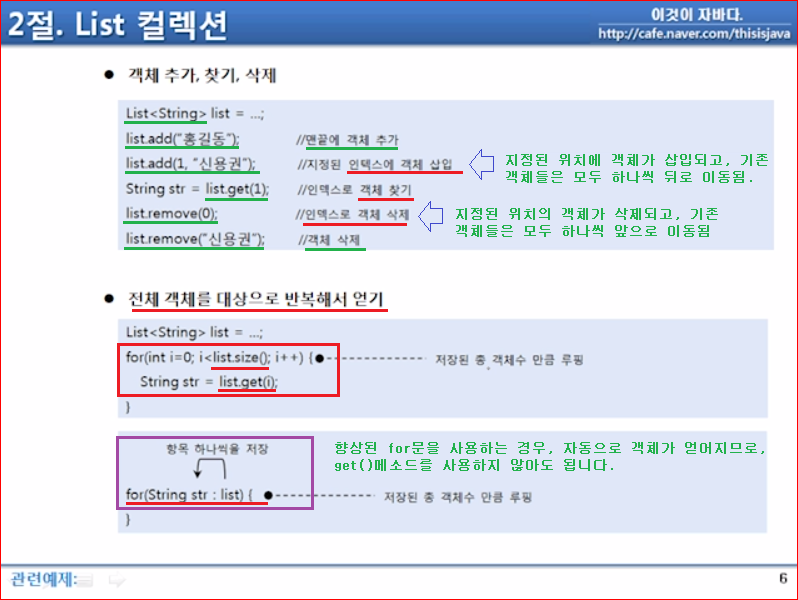 2절. List 컬렉션
이것이 자바다.
http://cafe.naver.com/thisisjava
● 객체 추가, 찾기, 삭제
List<String> list = ...;
list.add("홍길동"); //맨끝에 객체 추가
list.add(1, "신용권"); //지정된 인덱스에 객체 삽입
지정된 위치에 객체가 삽입되고, 기존
객체들은 모두 하나씩 뒤로 이동됨.
String str = list.get(1); //인덱스로 객체 찾기
list.remove(0); //인덱스로 객체 삭제
지정된 위치의 객체가 삭제되고, 기존
객체들은 모두 하나씩 앞으로 이동됨
list.remove("신용권"); //객체 삭제
● 전체 객체를 대상으로 반복해서 얻기
List<String> list = ...;
for(int i=0; i<list.size(); i++) { 저장된 총 객체수 만큼 루핑
String str = list.get(i);
}
항목 하나씩을 저장
향상된 for문을 사용하는 경우, 자동으로 객체가 얻어지므로,
get()메소드를 사용하지 않아도 됩니다.
for(String str : list) { 저장된 총 객체수 만큼 루핑
}
관련예제:
6